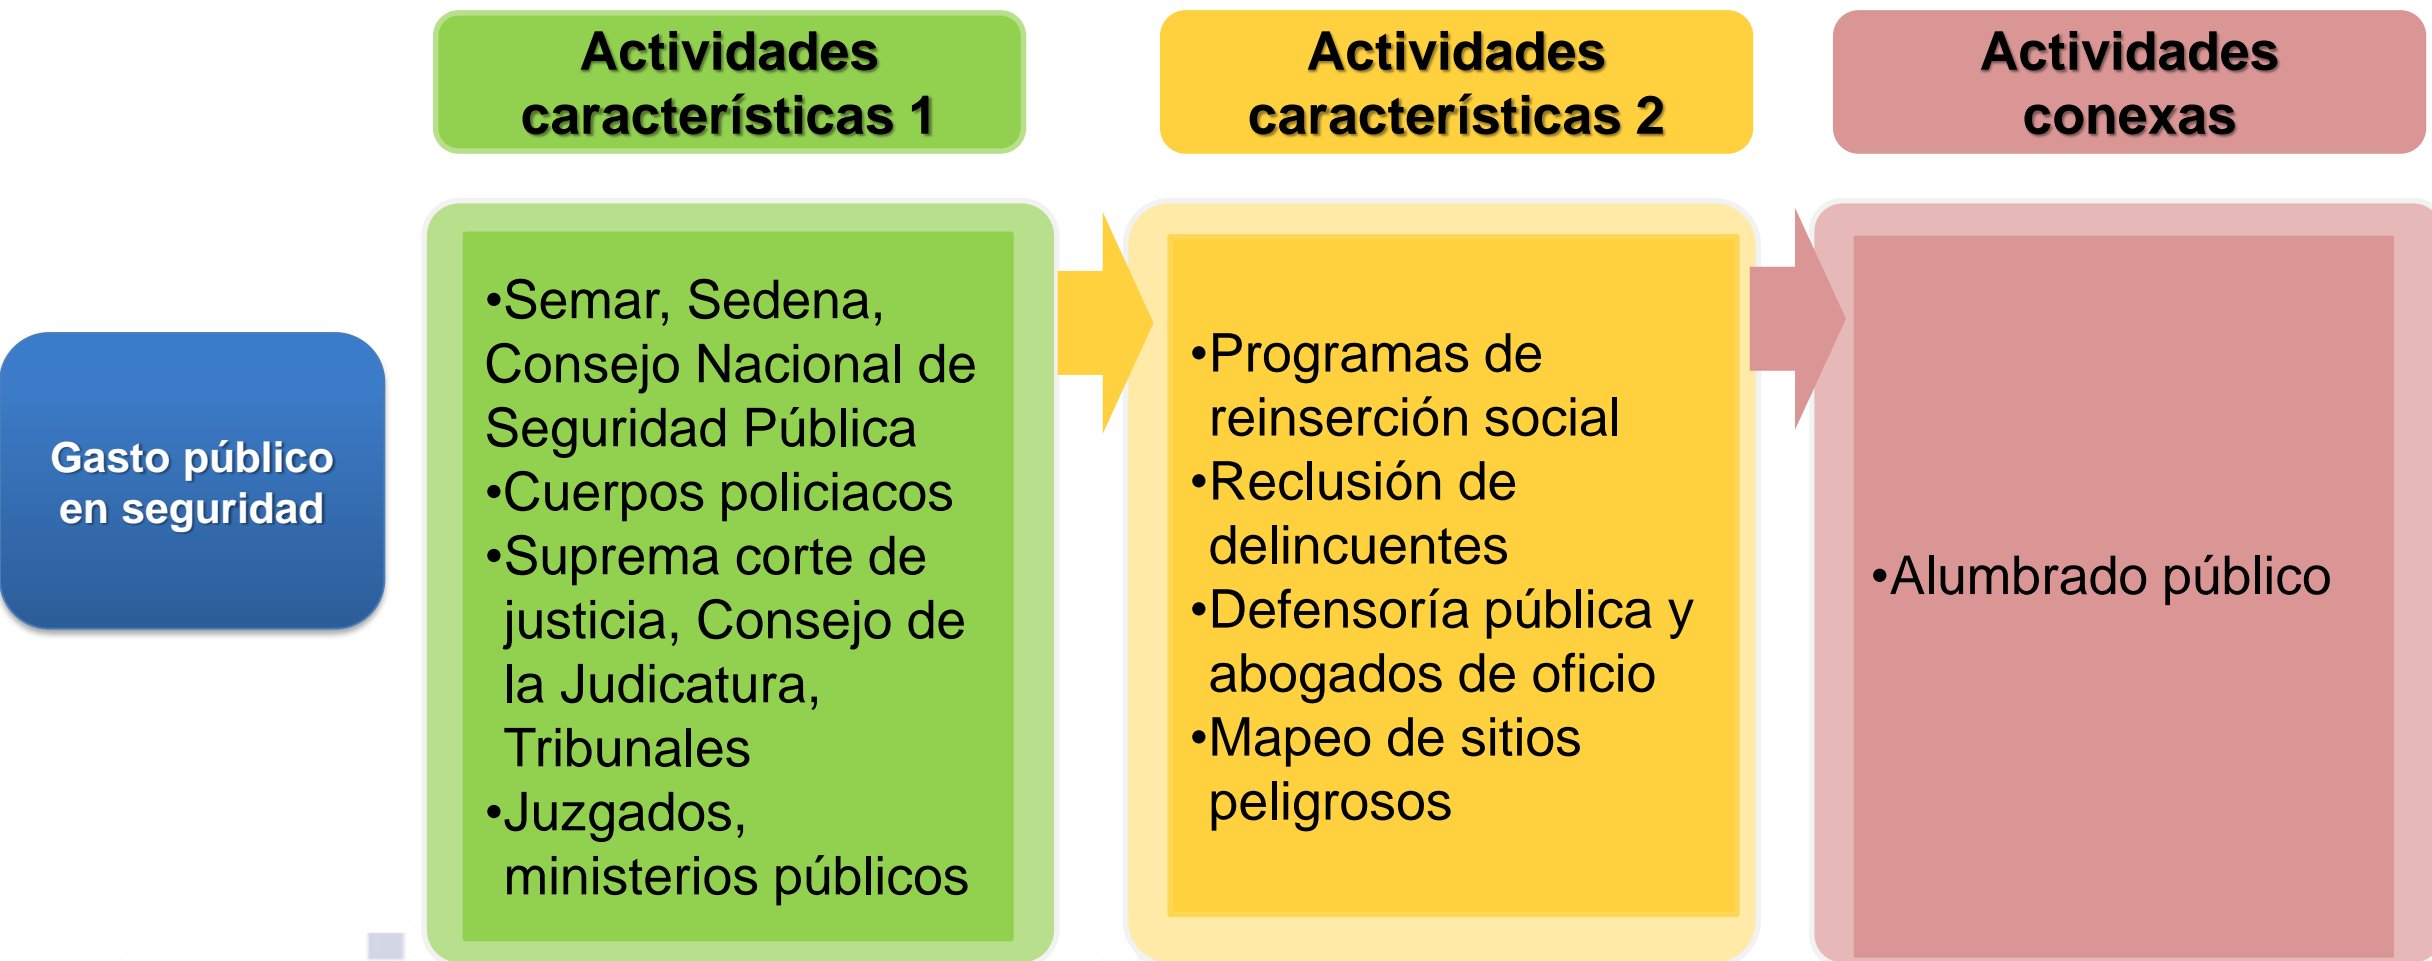 Actividades
características 1
Actividades
características 2
Actividades
conexas
Gasto público
en seguridad
•Semar, Sedena,
Consejo Nacional de
Seguridad Pública
•Cuerpos policiacos
•Suprema corte de
justicia, Consejo de
la Judicatura,
Tribunales
•Juzgados,
ministerios públicos
•Programas de
reinserción social
•Reclusión de
delincuentes
•Defensoría pública y
abogados de oficio
•Mapeo de sitios
peligrosos
•Alumbrado público